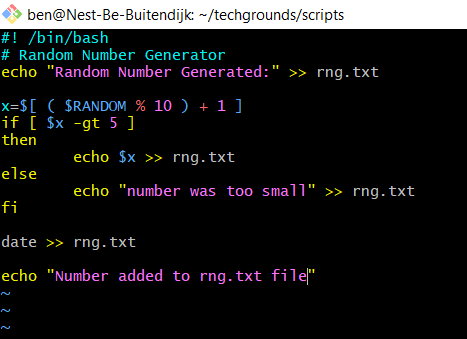 ben@Nest-Be-Buitendijk: ~/techgrounds/scripts
#! /bin/bash
# Random Number Generator
echo "Random Number Generated:" >> rng.txt
x=$[ ( $RANDOM % 10 ) + 1 ]
if [ $x -gt 5 ]
then
echo $x >> rng.txt
else
echo "number was too small" >> rng.txt
fi
date >> rng.txt
echo "Number added to rng.txt file"
~
~
~